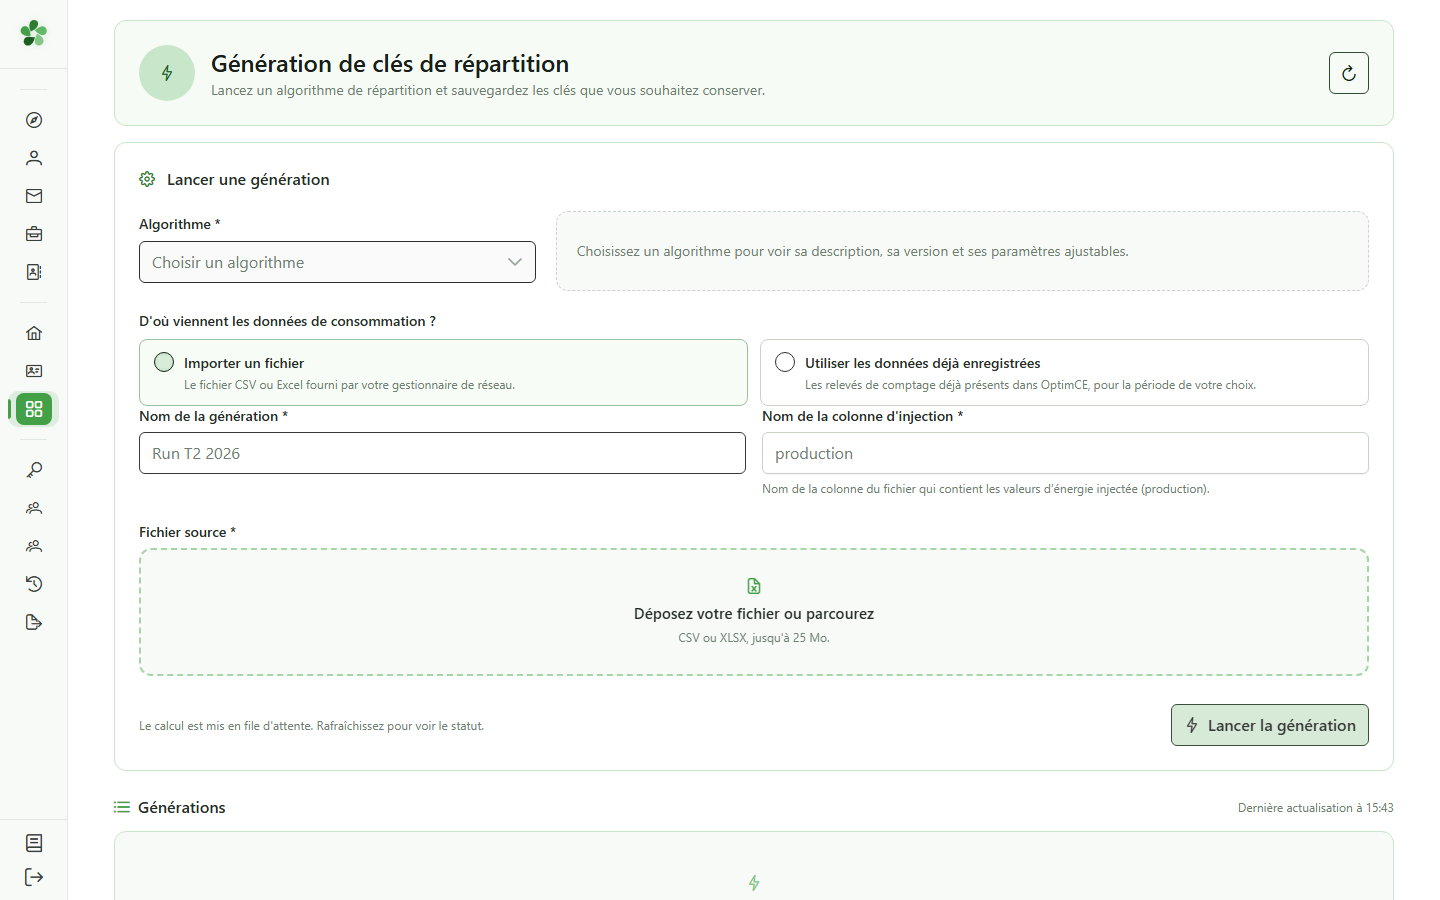 Génération de clés de répartition
Lancez un algorithme de répartition et sauvegardez les clés que vous souhaitez conserver.
Lancer une génération
Algorithme *
Choisir un algorithme
Choisissez un algorithme pour voir sa description, sa version et ses paramètres ajustables.
D'où viennent les données de consommation ?
Importer un fichier
Le fichier CSV ou Excel fourni par votre gestionnaire de réseau.
Utiliser les données déjà enregistrées
Les relevés de comptage déjà présents dans OptimCE, pour la période de votre choix.
Nom de la génération *
Run T2 2026
Nom de la colonne d'injection *
production
Nom de la colonne du fichier qui contient les valeurs d'énergie injectée (production).
Fichier source *
Déposez votre fichier ou parcourez
CSV ou XLSX, jusqu'à 25 Mo.
Le calcul est mis en file d'attente. Rafraîchissez pour voir le statut.
Lancer la génération
Générations
Dernière actualisation à 15:43